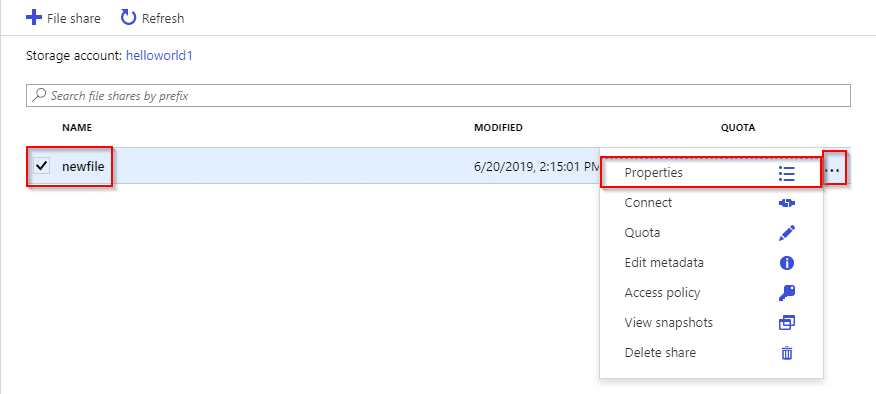 File share Refresh
Storage account: helloworld1
Search file shares by prefix
NAME MODIFIED QUOTA
newfile 6/20/2019, 2:15:01 PM ...
Properties
Connect
Quota
Edit metadata
Access policy
View snapshots
Delete share